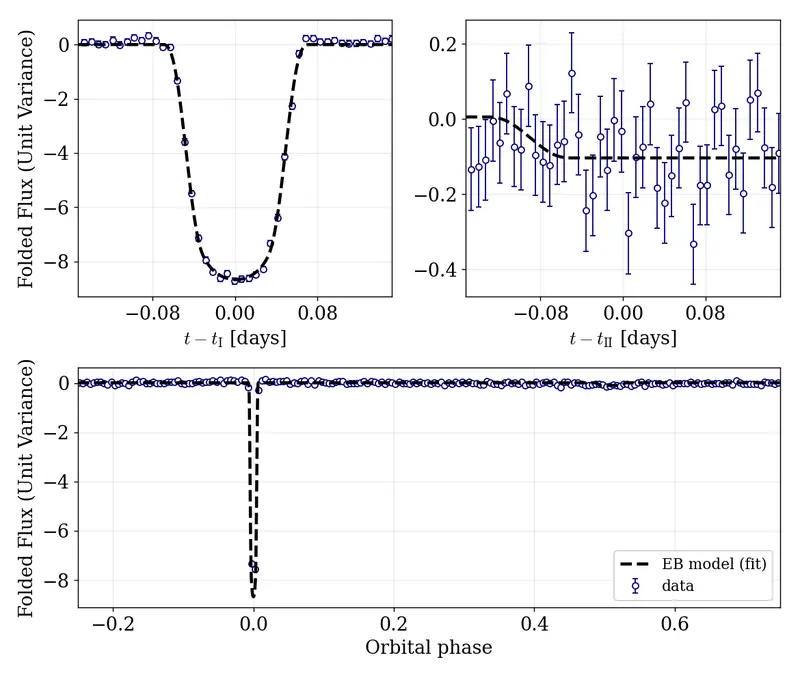 0
−2
−4
−6
−8
Folded Flux (Unit Variance)
−0.08 0.00 0.08
t − t_I [days]
0.2
0.0
−0.2
−0.4
−0.08 0.00 0.08
t − t_II [days]
0
−2
−4
−6
−8
Folded Flux (Unit Variance)
EB model (fit)
data
−0.2 0.0 0.2 0.4 0.6
Orbital phase